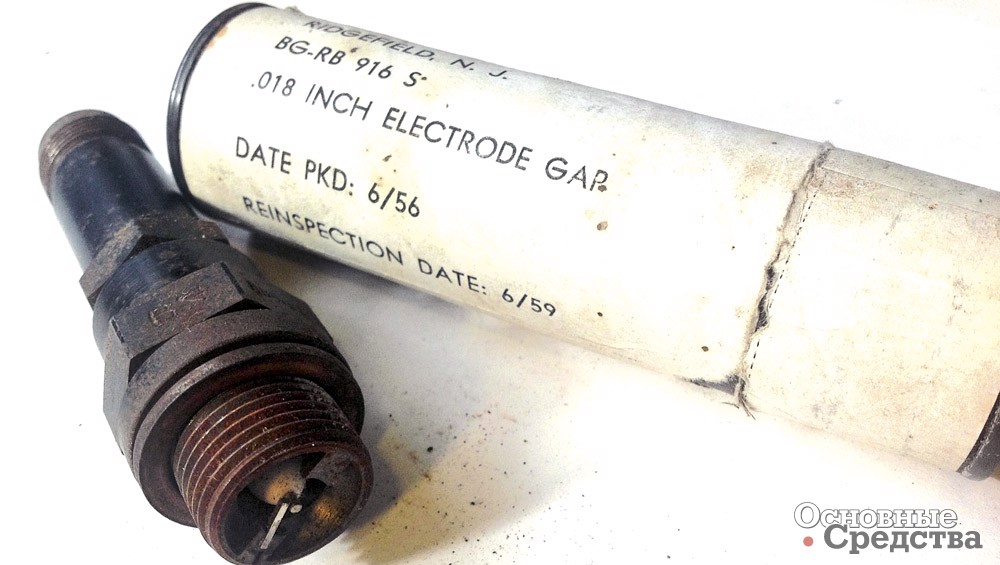 RIDGEFIELD, N. J.
BG-RB 916 S
.018 INCH ELECTRODE GAP
DATE PKD: 6/56
REINSPECTION DATE: 6/59
Основные
Средства